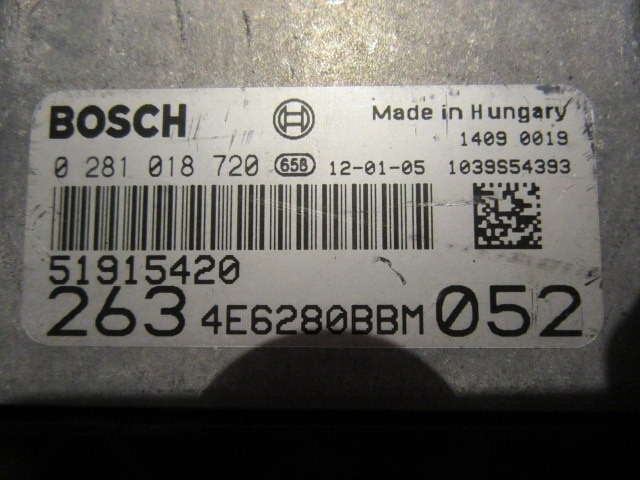 BOSCH Made in Hungary
1409 0019
0 281 018 720 658 12-01-05 1039S54393
51915420
263 4E6280BBM 052